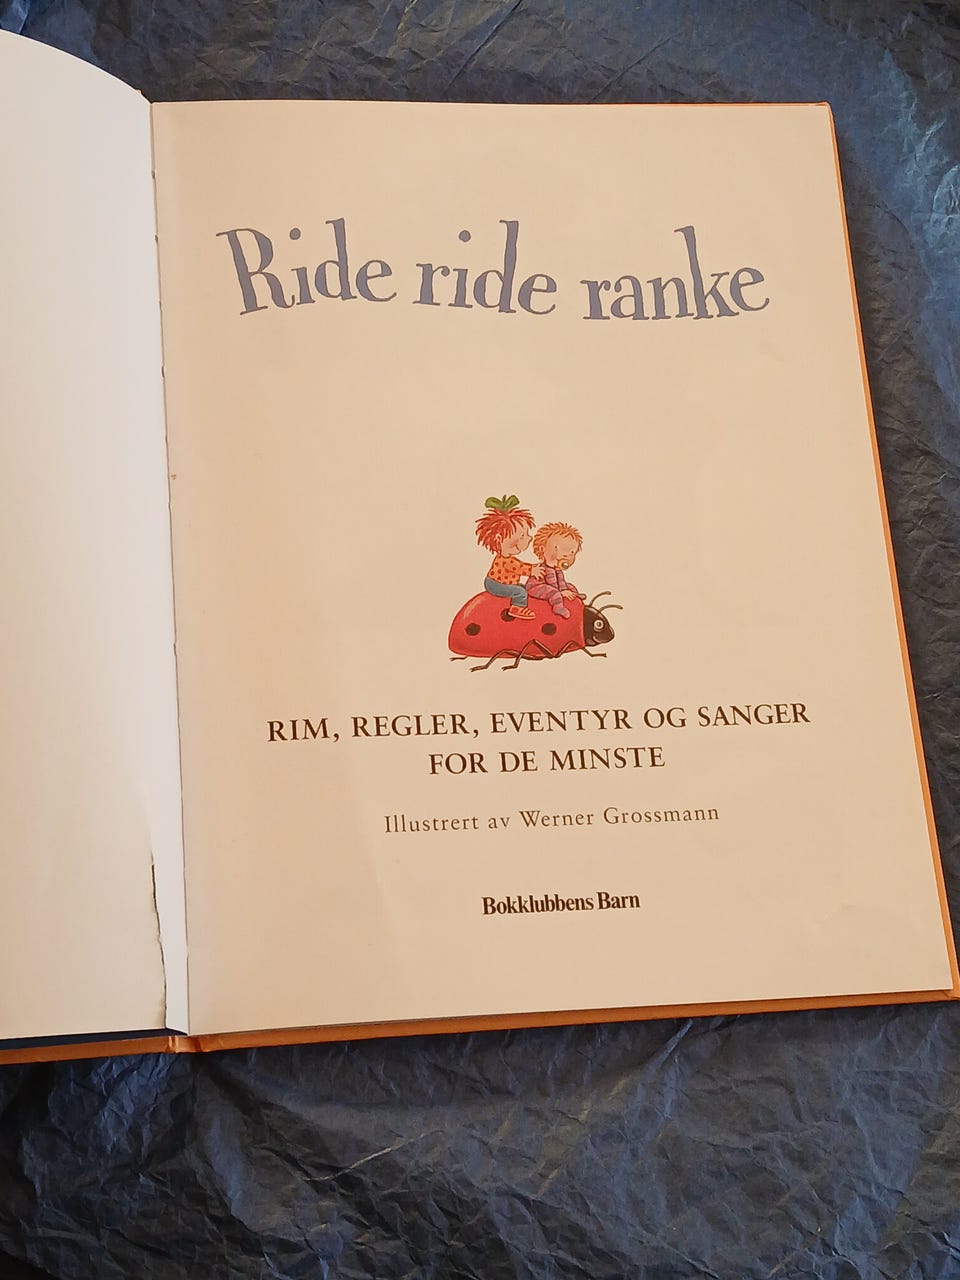 Ride ride ranke
RIM, REGLER, EVENTYR OG SANGER
FOR DE MINSTE
Illustrert av Werner Grossmann
Bokklubbens Barn